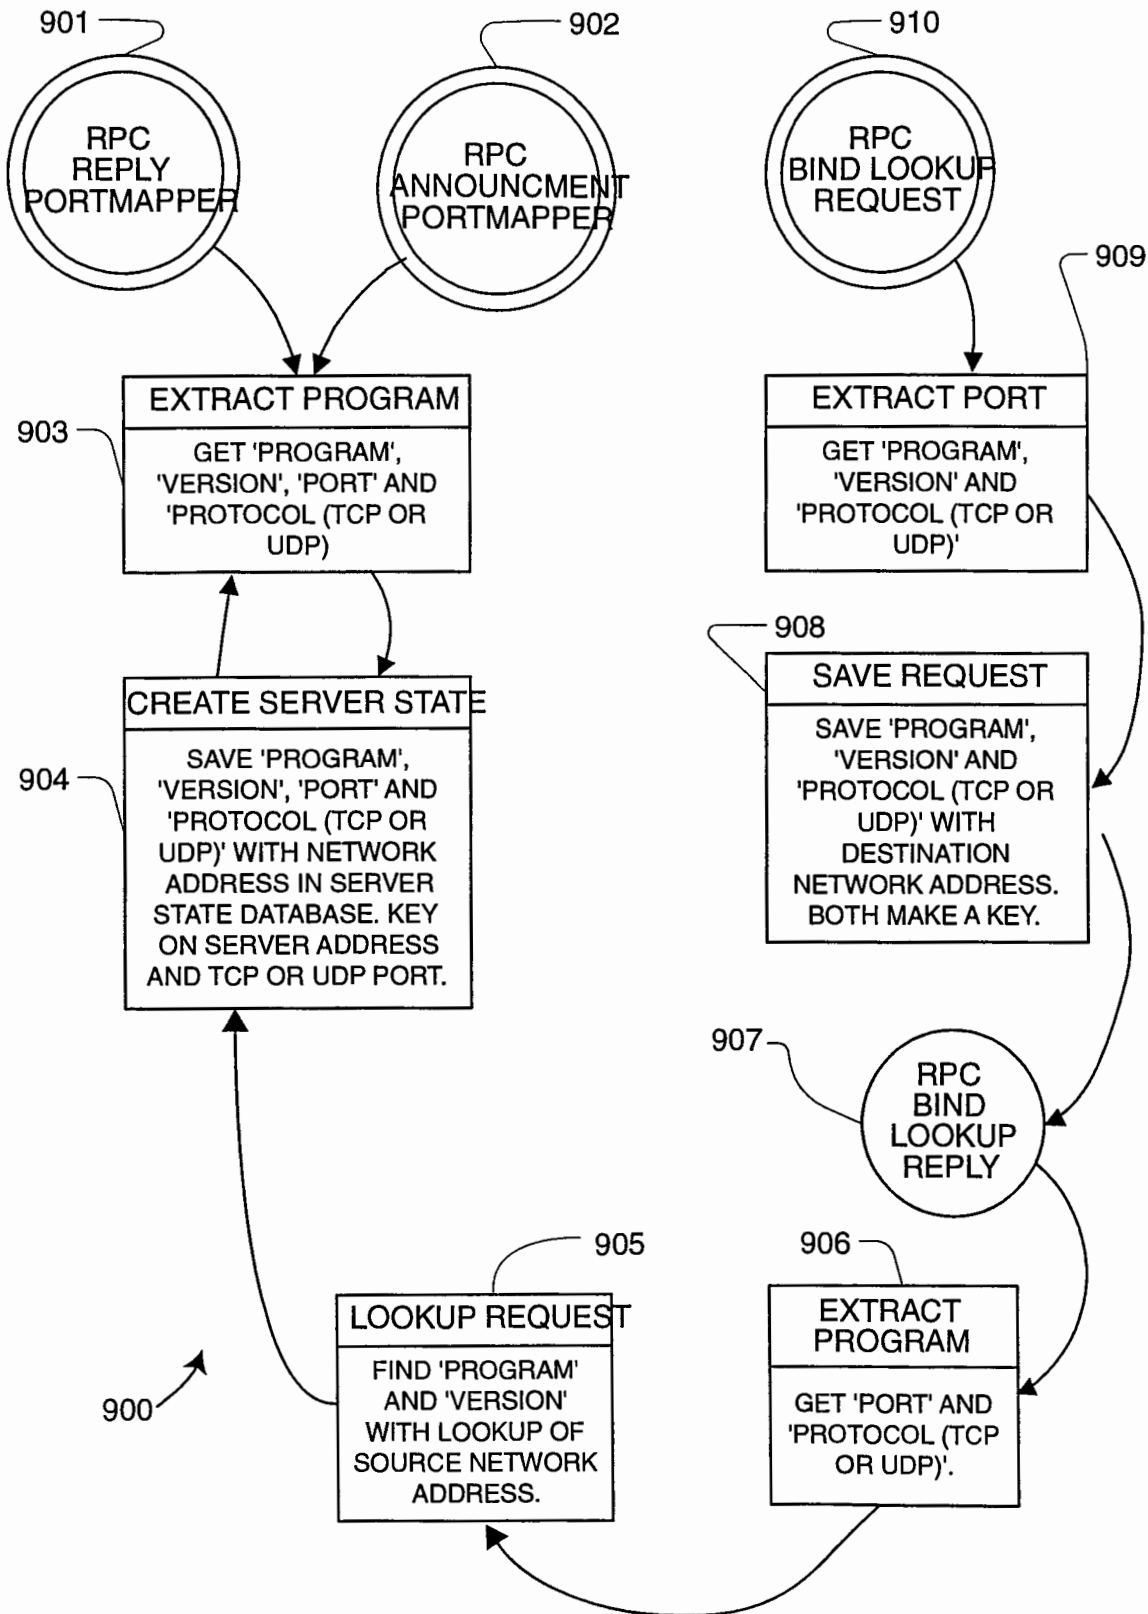 901
902
910
RPC
REPLY
PORTMAPPER
RPC
ANNOUNCMENT
PORTMAPPER
RPC
BIND LOOKUP
REQUEST
909
EXTRACT PROGRAM
903
GET 'PROGRAM',
'VERSION', 'PORT' AND
'PROTOCOL (TCP OR
UDP)
EXTRACT PORT
GET 'PROGRAM',
'VERSION' AND
'PROTOCOL (TCP OR
UDP)'
908
SAVE REQUEST
SAVE 'PROGRAM',
'VERSION' AND
'PROTOCOL (TCP OR
UDP)' WITH
DESTINATION
NETWORK ADDRESS.
BOTH MAKE A KEY.
CREATE SERVER STATE
904
SAVE 'PROGRAM',
'VERSION', 'PORT' AND
'PROTOCOL (TCP OR
UDP)' WITH NETWORK
ADDRESS IN SERVER
STATE DATABASE. KEY
ON SERVER ADDRESS
AND TCP OR UDP PORT.
907
RPC
BIND
LOOKUP
REPLY
905
906
LOOKUP REQUEST
FIND 'PROGRAM'
AND 'VERSION'
WITH LOOKUP OF
SOURCE NETWORK
ADDRESS.
EXTRACT
PROGRAM
GET 'PORT' AND
'PROTOCOL (TCP
OR UDP)'.
900